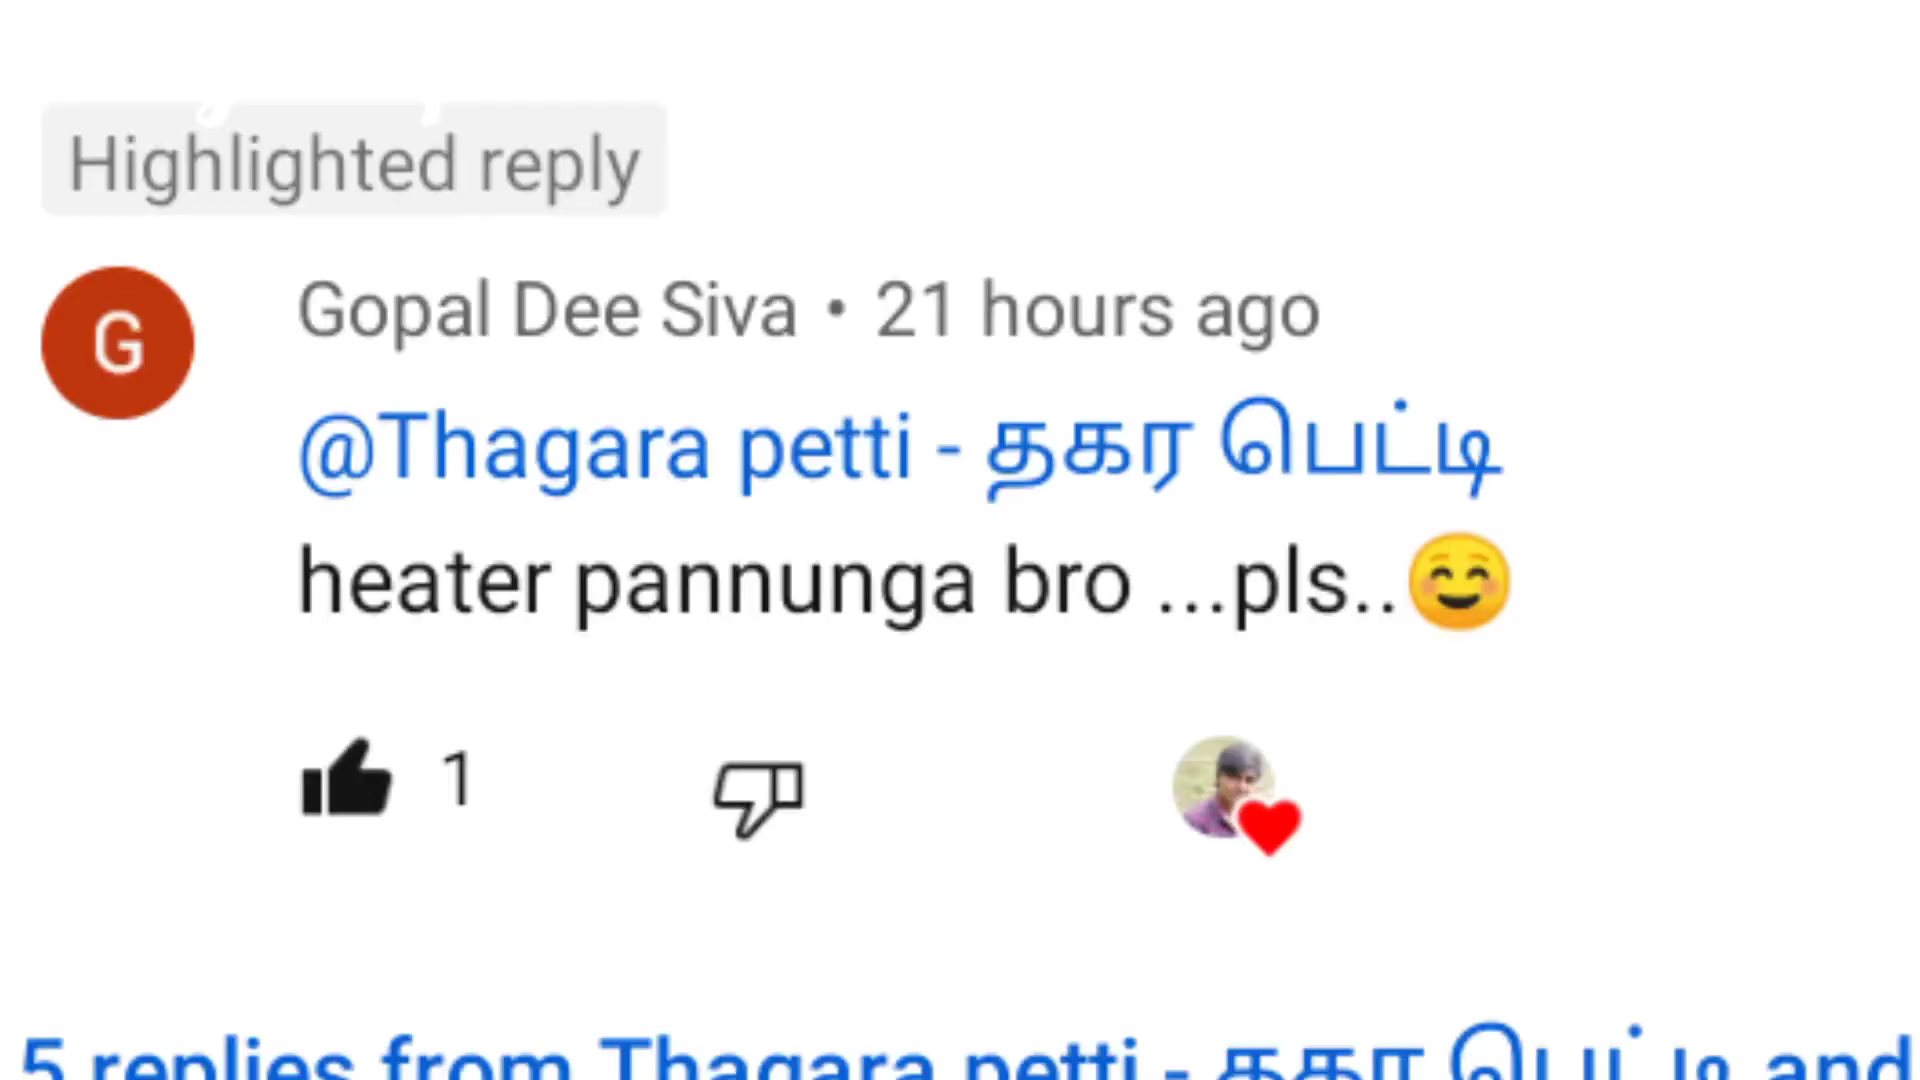 Highlighted reply
G
Gopal Dee Siva • 21 hours ago
@Thagara petti - தகர பெட்டி
heater pannunga bro ...pls..☺️
1
5 replies from Thagara petti - தகர பெட்டி and